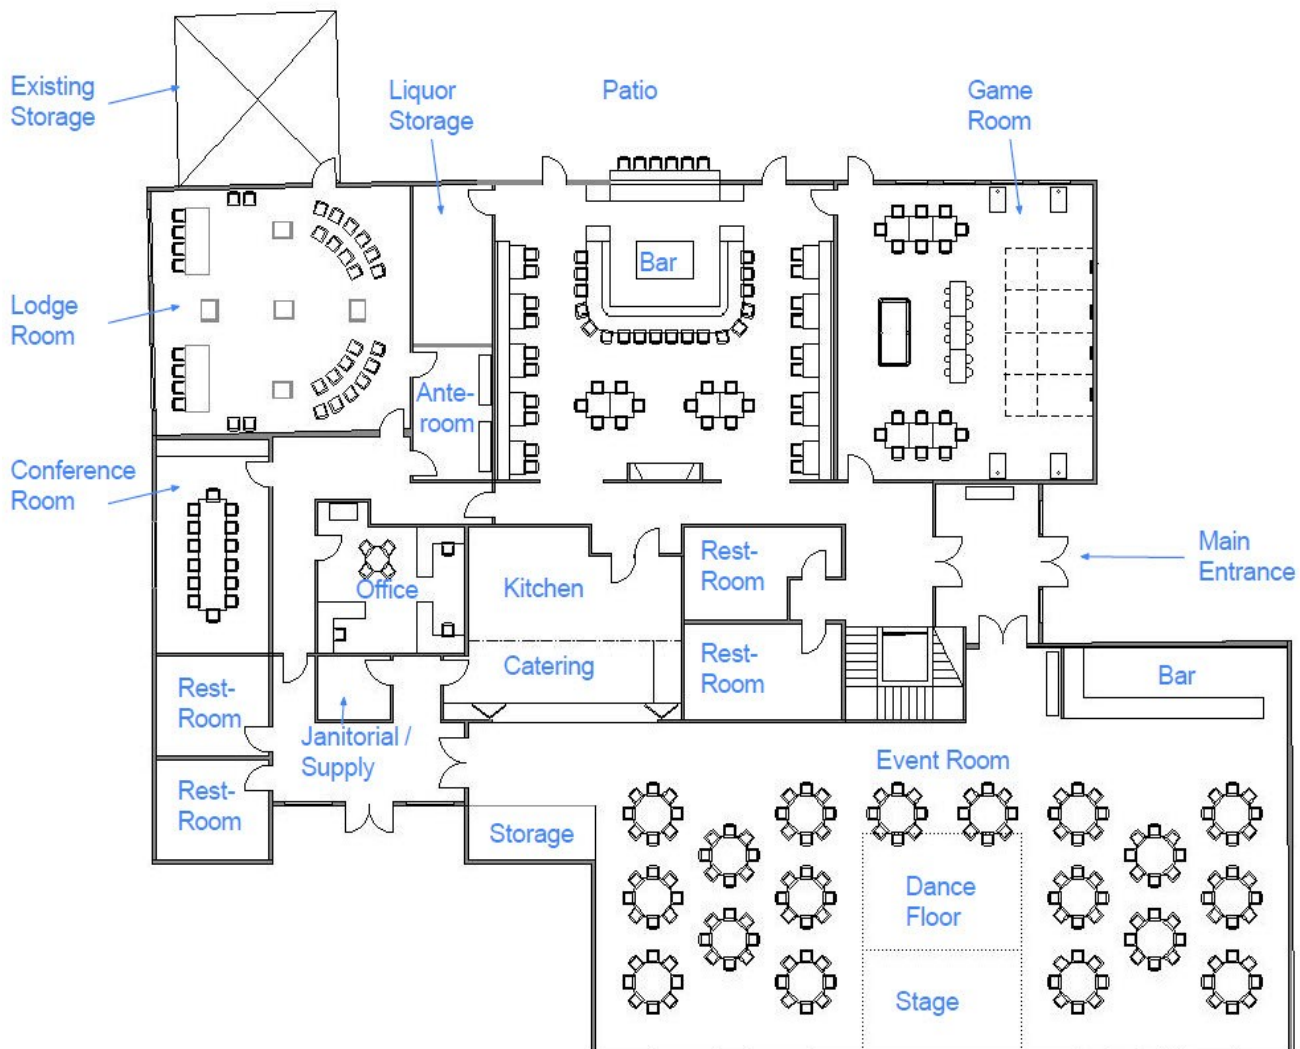 Existing
Storage
Liquor
Storage
Patio
Game
Room
Lodge
Room
Bar
Ante-
room
Conference
Room
Main
Entrance
Rest-
Room
Kitchen
Office
Catering
Rest-
Room
Bar
Rest-
Room
Janitorial /
Supply
Event Room
Rest-
Room
Storage
Dance
Floor
Stage